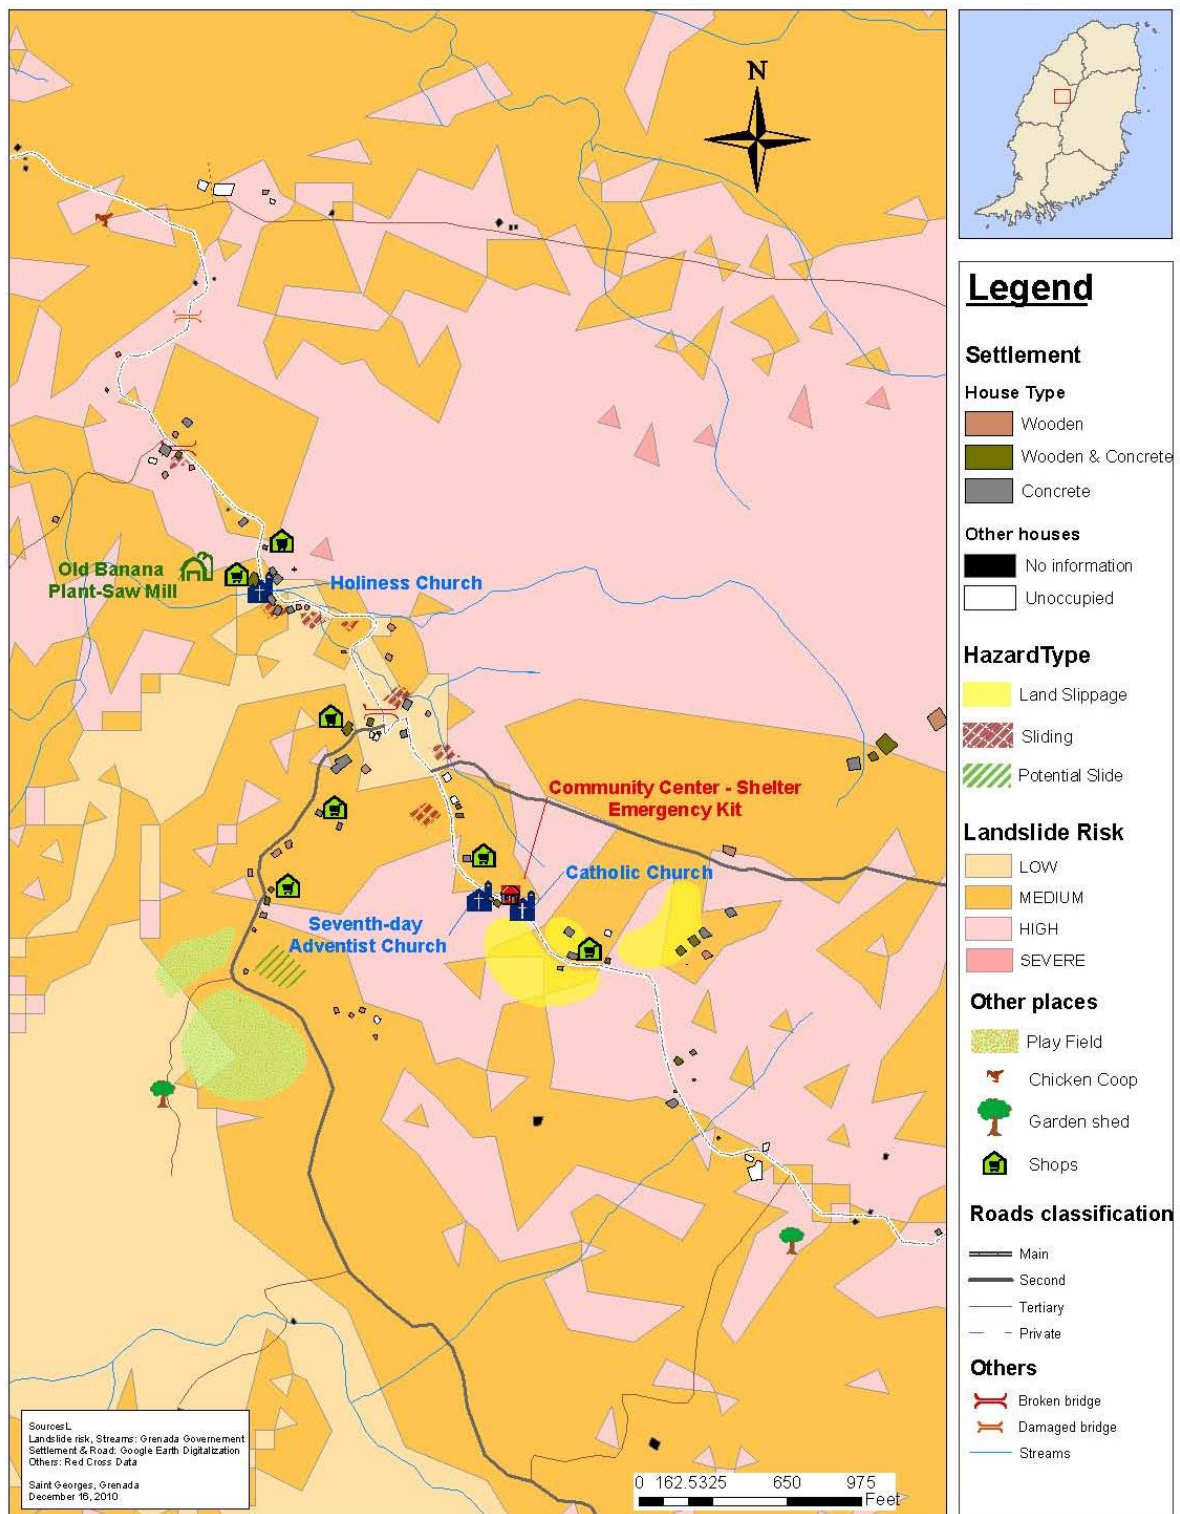 N
Old Banana
Plant-Saw Mill
Holiness Church
Community Center - Shelter
Emergency Kit
Catholic Church
Seventh-day
Adventist Church
SourcesL
Landslide risk, Streams: Grenada Governement
Settlement & Road: Google Earth Digitalization
Others: Red Cross Data
Saint Georges, Grenada
December 16, 2010
0 162.5325 650 975
Feet
Legend
Settlement
House Type
Wooden
Wooden & Concrete
Concrete
Other houses
No information
Unoccupied
HazardType
Land Slippage
Sliding
Potential Slide
Landslide Risk
LOW
MEDIUM
HIGH
SEVERE
Other places
Play Field
Chicken Coop
Garden shed
Shops
Roads classification
Main
Second
Tertiary
Private
Others
Broken bridge
Damaged bridge
Streams